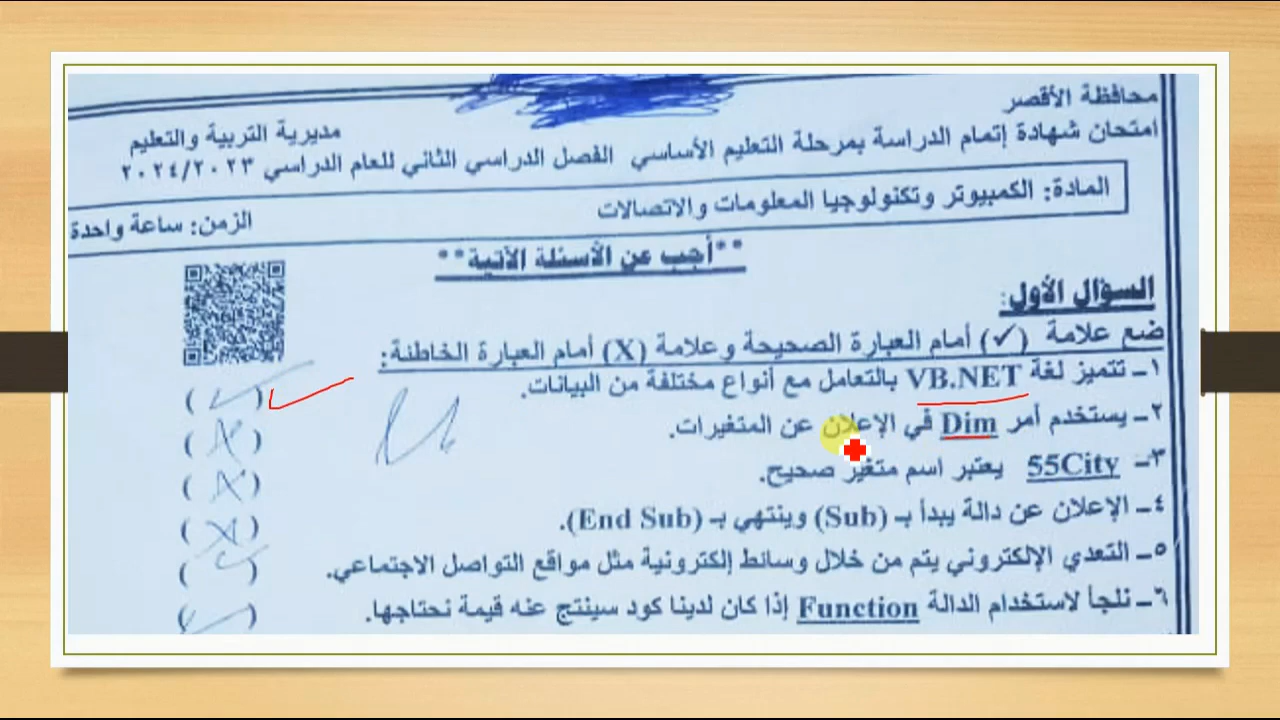 محافظة الأقصر
مديرية التربية والتعليم
امتحان شهادة إتمام الدراسة بمرحلة التعليم الأساسي الفصل الدراسي الثاني للعام الدراسي ٢٠٢٤/٢٠٢٣
المادة: الكمبيوتر وتكنولوجيا المعلومات والاتصالات
الزمن: ساعة واحدة
**أجب عن الأسئلة الآتية**
السؤال الأول:
ضع علامة (✓) أمام العبارة الصحيحة وعلامة (X) أمام العبارة الخاطئة:
١- تتميز لغة VB.NET بالتعامل مع أنواع مختلفة من البيانات. (✓)
٢- يستخدم أمر Dim في الإعلان عن المتغيرات. (X)
٣- 55City يعتبر اسم متغير صحيح. (X)
٤- الإعلان عن دالة يبدأ بـ (Sub) وينتهي بـ (End Sub). (X)
٥- التعدي الإلكتروني يتم من خلال وسائط إلكترونية مثل مواقع التواصل الاجتماعي. (✓)
٦- نلجأ لاستخدام الدالة Function إذا كان لدينا كود سينتج عنه قيمة نحتاجها. (✓)